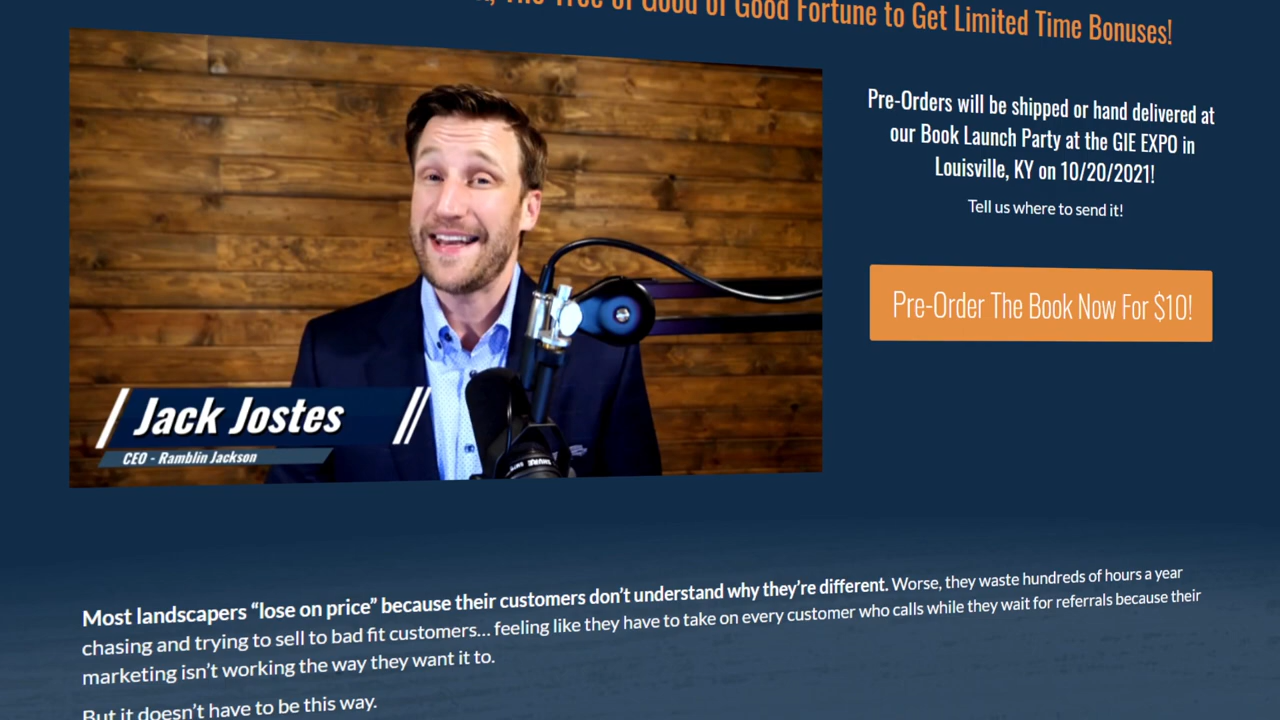 The Tree of Good of Good Fortune to Get Limited Time Bonuses!
Pre-Orders will be shipped or hand delivered at
our Book Launch Party at the GIE EXPO in
Louisville, KY on 10/20/2021!
Tell us where to send it!
Pre-Order The Book Now For $10!
Jack Jostes
CEO - Ramblin Jackson
Most landscapers “lose on price” because their customers don’t understand why they’re different. Worse, they waste hundreds of hours a year
chasing and trying to sell to bad fit customers... feeling like they have to take on every customer who calls while they wait for referrals because their
marketing isn’t working the way they want it to.
But it doesn’t have to be this way.